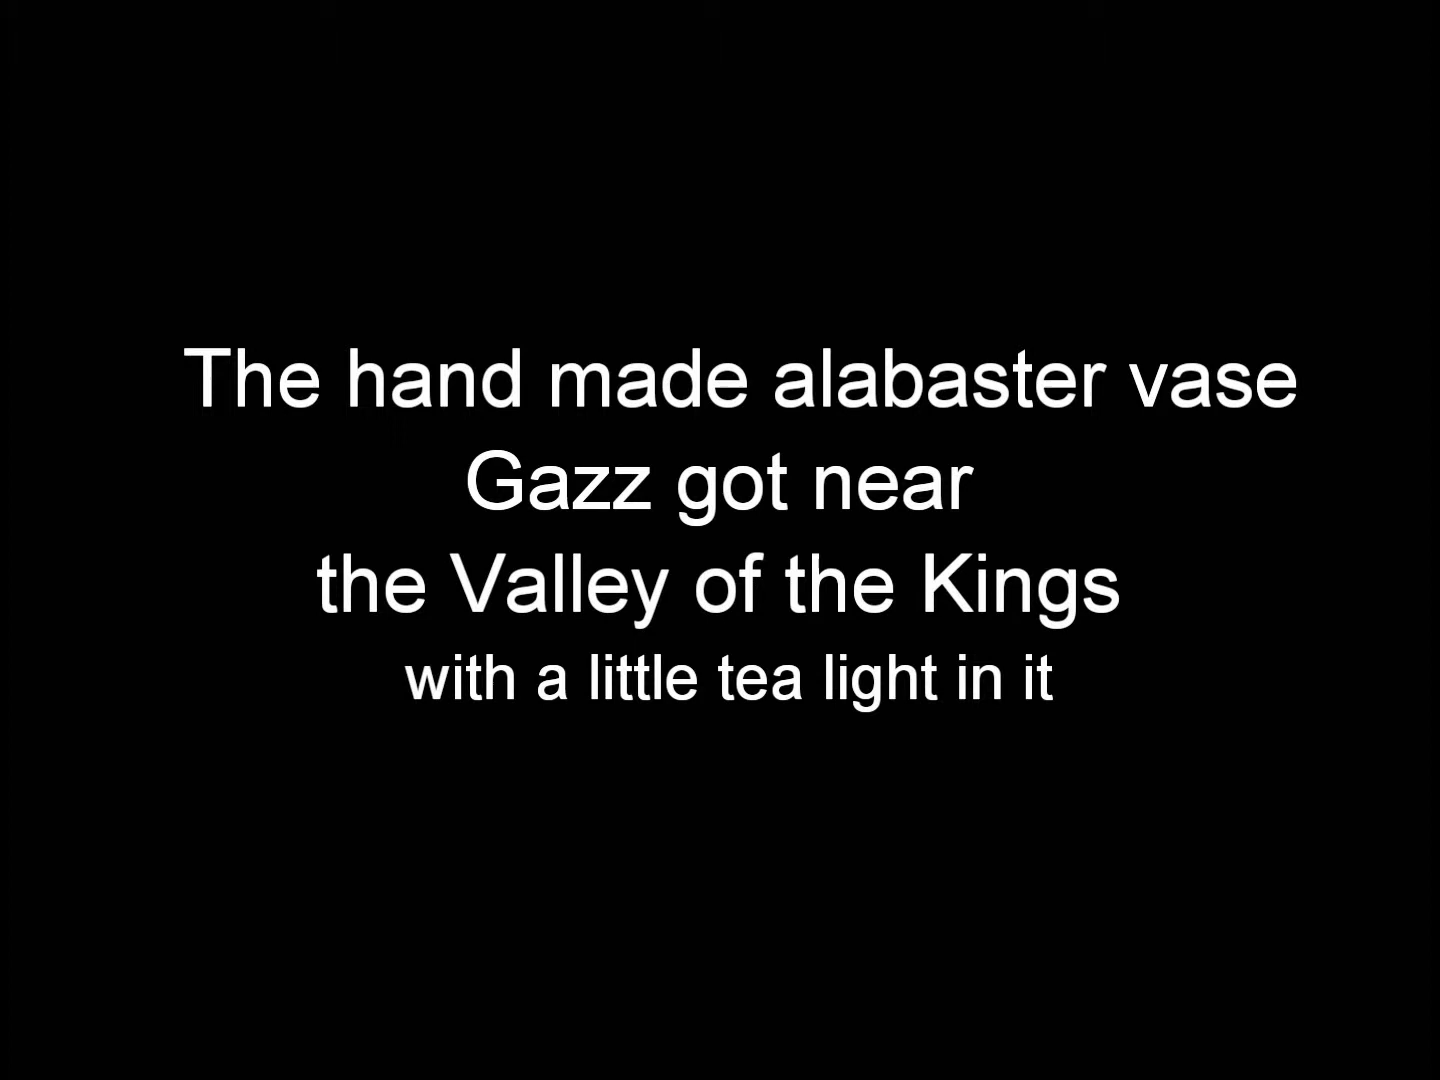 The hand made alabaster vase
Gazz got near
the Valley of the Kings
with a little tea light in it